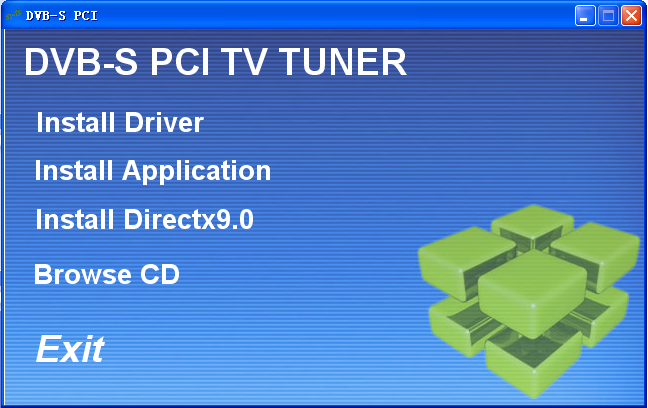 DVB-S PCI
DVB-S PCI TV TUNER
Install Driver
Install Application
Install Directx9.0
Browse CD
Exit